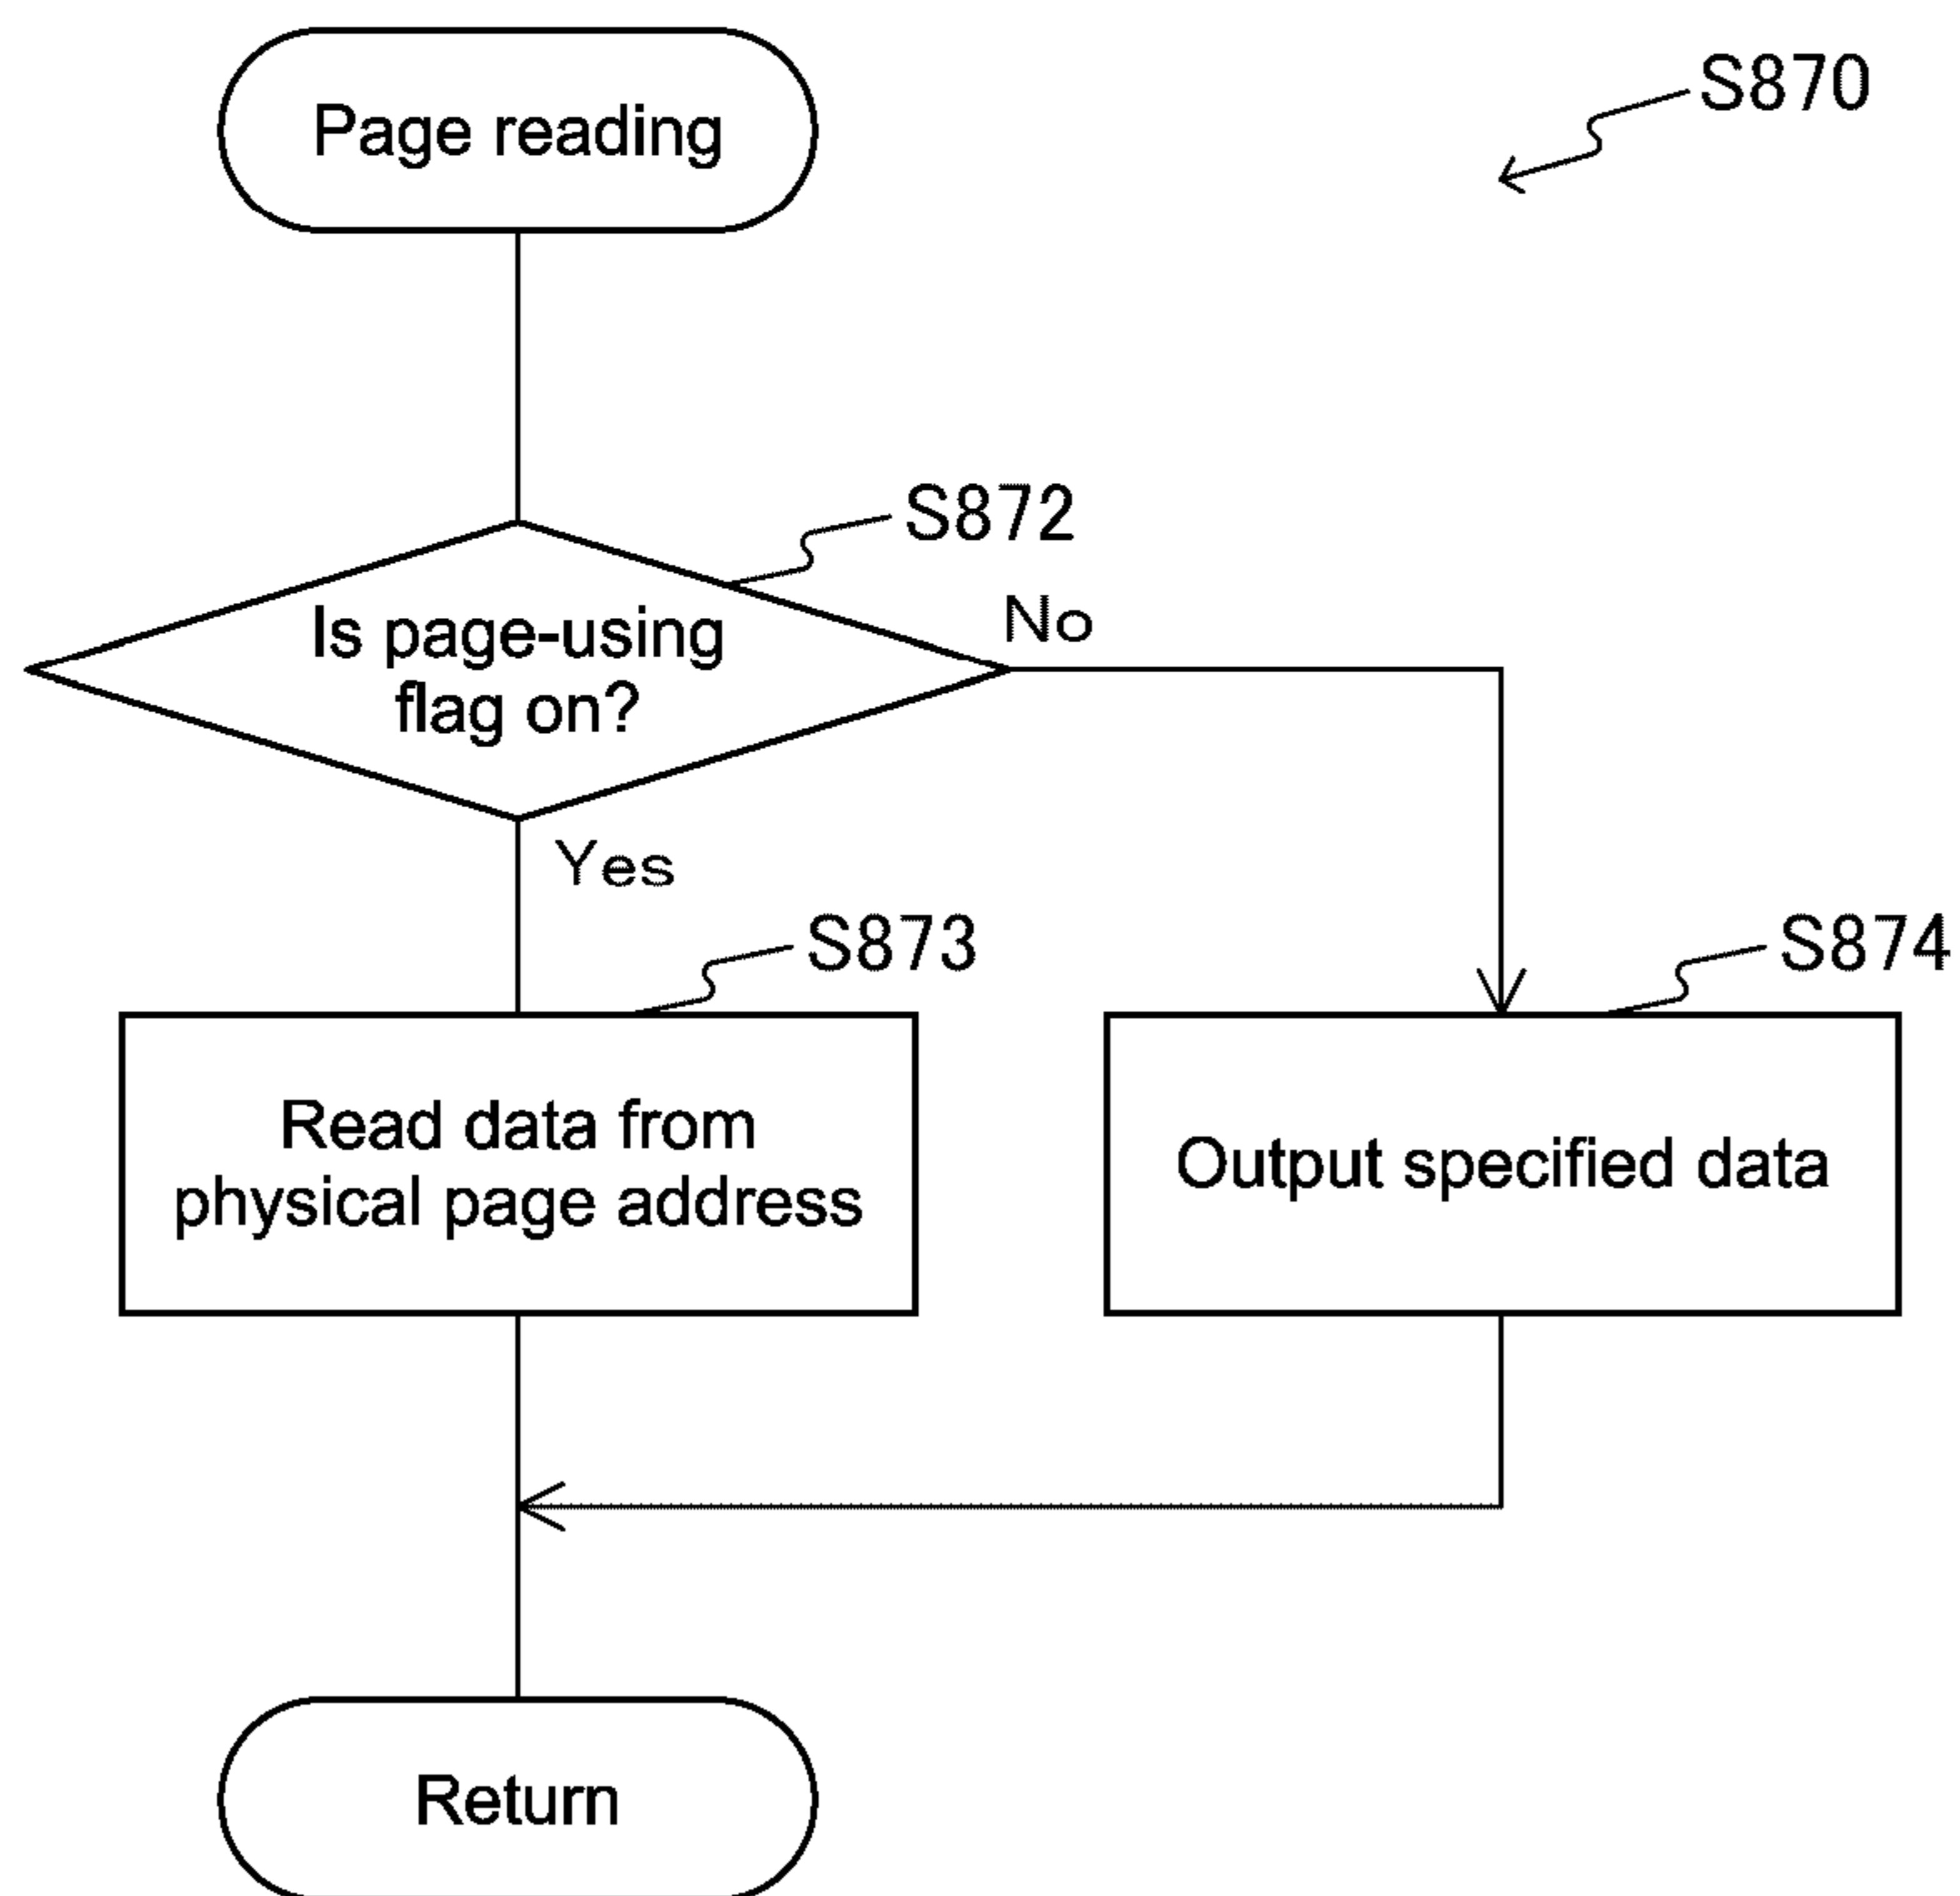 Page reading
S870
S872
Is page-using
flag on?
No
Yes
S873
S874
Read data from
physical page address
Output specified data
Return